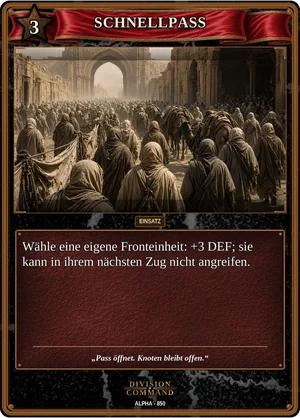 3
SCHNELLPASS
EINSATZ
Wähle eine eigene Fronteinheit: +3 DEF; sie
kann in ihrem nächsten Zug nicht angreifen.
„Pass öffnet. Knoten bleibt offen.“
DIVISION
COMMAND
ALPHA - 850